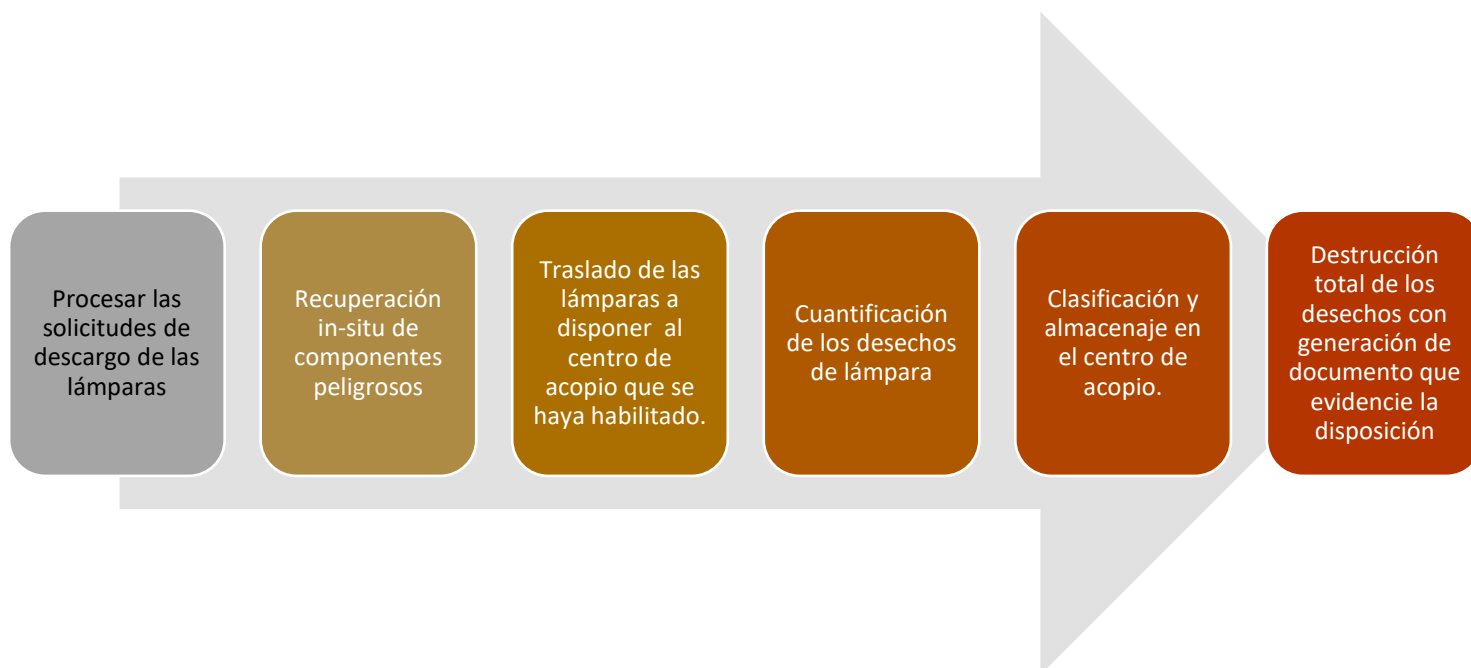 Procesar las
solicitudes de
descargo de las
lámparas
Recuperación
in-situ de
componentes
peligrosos
Traslado de las
lámparas a
disponer al
centro de
acopio que se
haya habilitado.
Cuantificación
de los desechos
de lámpara
Clasificación y
almacenaje en
el centro de
acopio.
Destrucción
total de los
desechos con
generación de
documento que
evidencie la
disposición